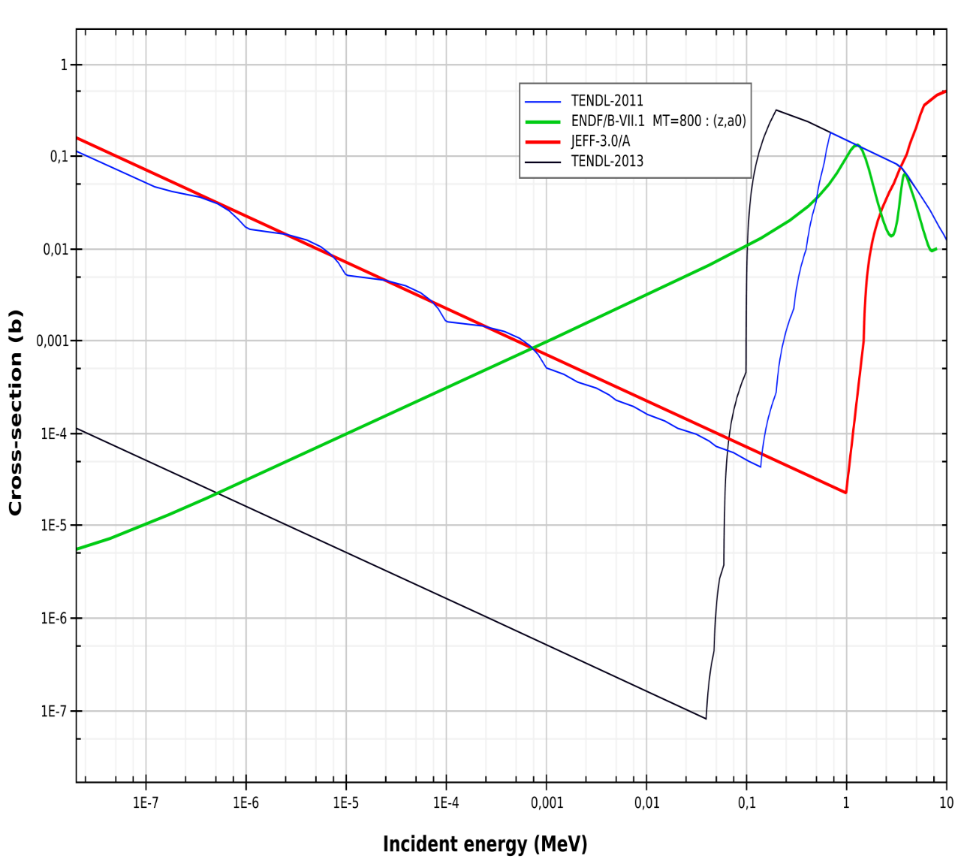 1
0,1
0,01
0,001
1E-4
1E-5
1E-6
1E-7
Cross-section (b)
TENDL-2011
ENDF/B-VII.1 MT=800 : (z,a0)
JEFF-3.0/A
TENDL-2013
1E-7 1E-6 1E-5 1E-4 0,001 0,01 0,1 1 10
Incident energy (MeV)